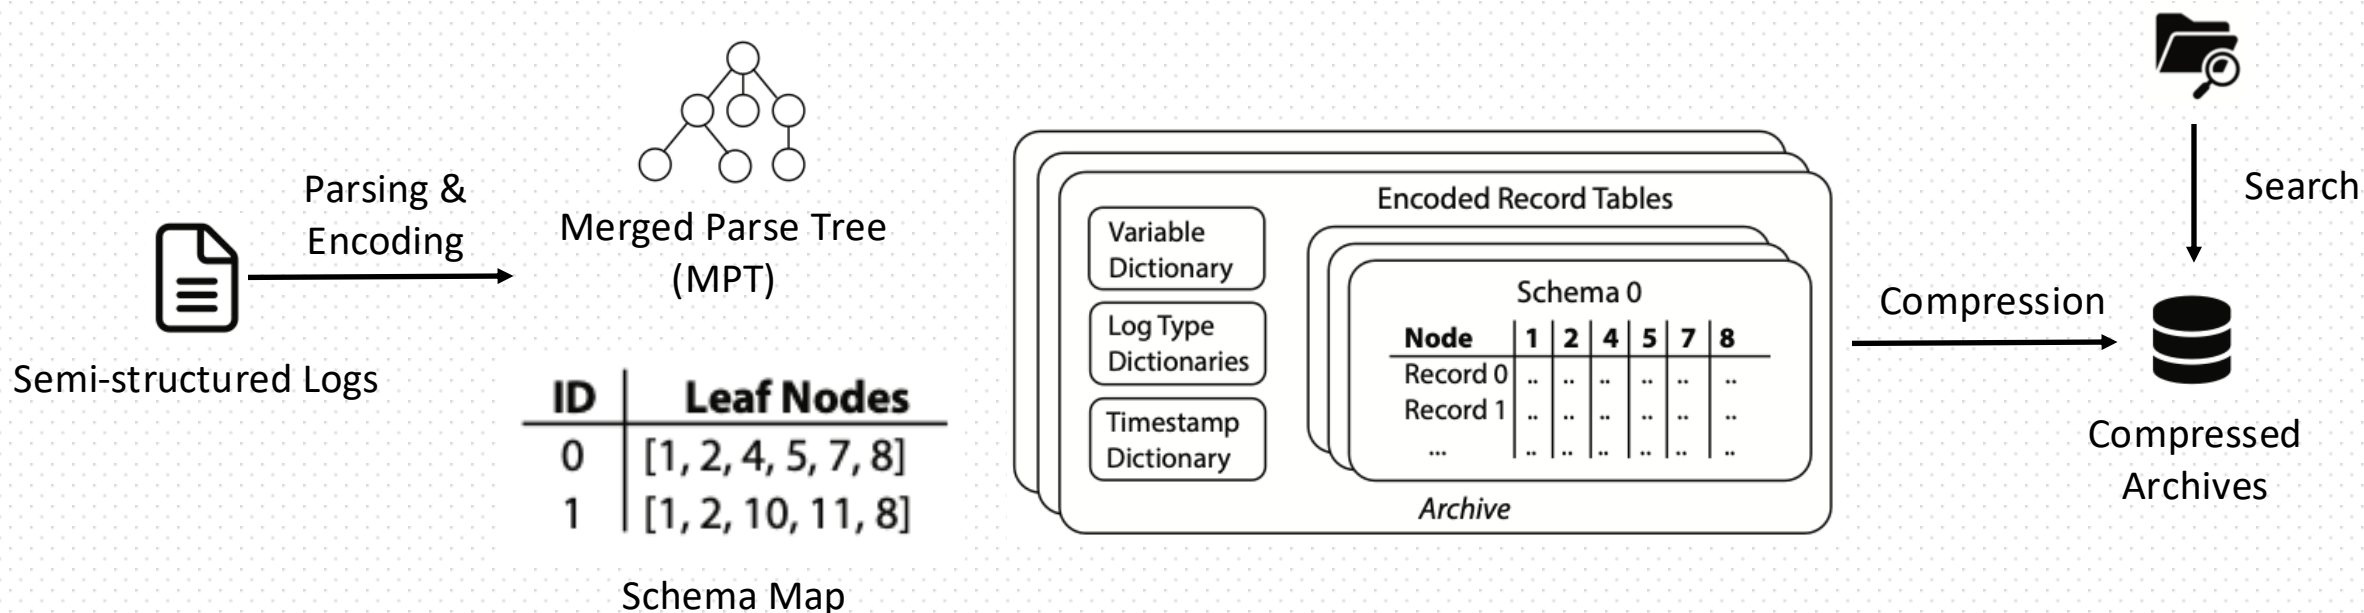 Semi-structured Logs
Parsing &
Encoding
Merged Parse Tree
(MPT)
ID Leaf Nodes
0 [1, 2, 4, 5, 7, 8]
1 [1, 2, 10, 11, 8]
Schema Map
Encoded Record Tables
Variable
Dictionary
Log Type
Dictionaries
Timestamp
Dictionary
Schema 0
Node 1 2 4 5 7 8
Record 0 .. .. .. .. .. ..
Record 1 .. .. .. .. .. ..
... .. .. .. .. .. ..
Archive
Compression
Search
Compressed
Archives